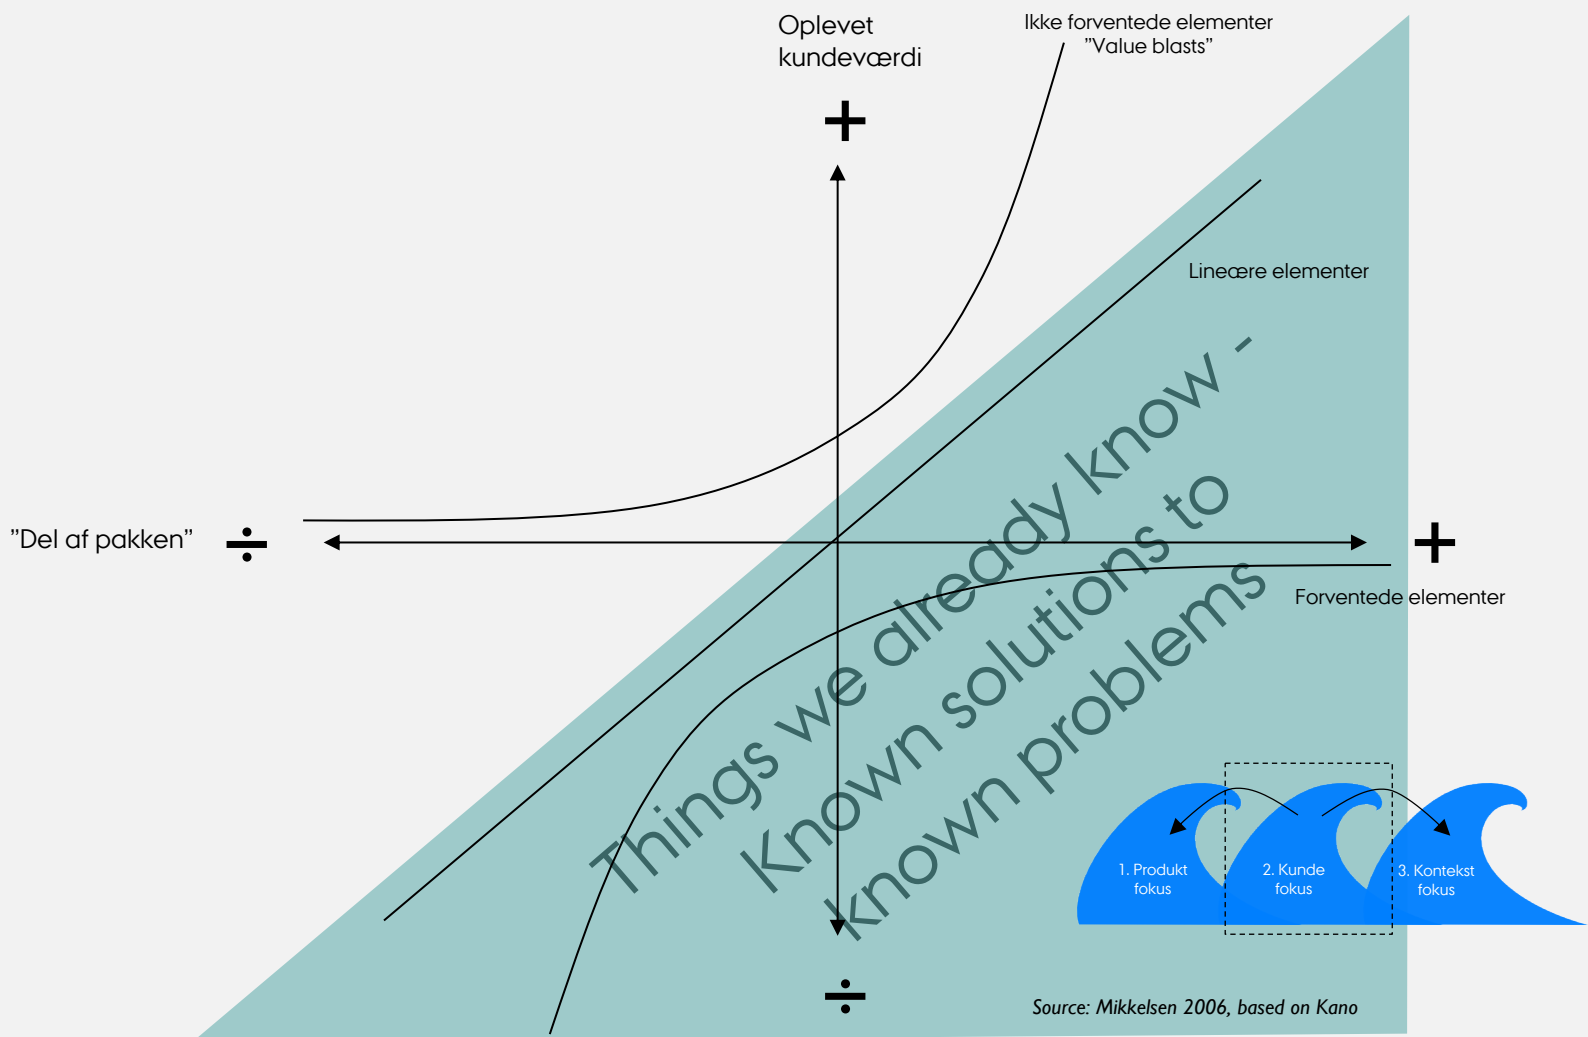 Oplevet
kundeværdi
Ikke forventede elementer
”Value blasts”
+
Lineære elementer
”Del af pakken”
÷
+
Forventede elementer
Things we already know -
Known solutions to
known problems
1. Produkt
fokus
2. Kunde
fokus
3. Kontekst
fokus
÷
Source: Mikkelsen 2006, based on Kano